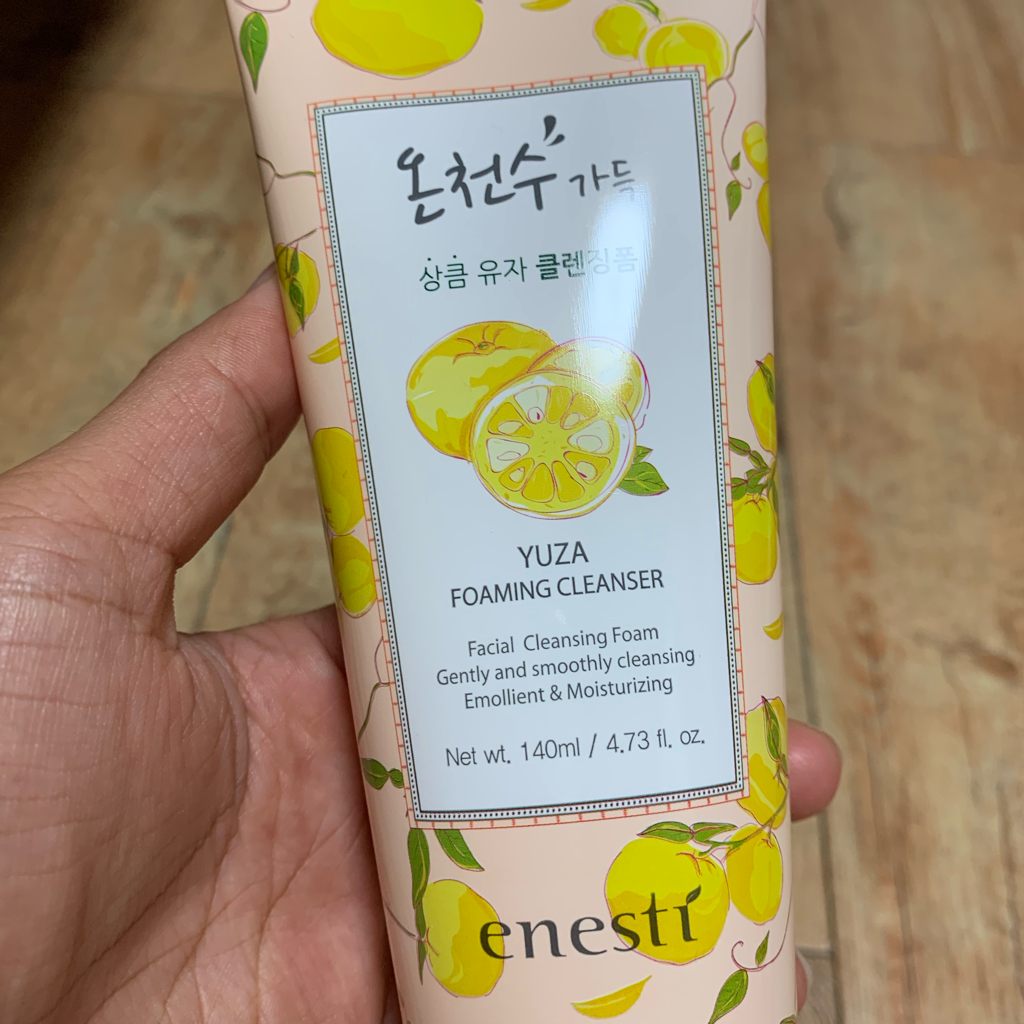 온천수 가득
상큼 유자 클렌징폼
YUZA
FOAMING CLEANSER
Facial Cleansing Foam
Gently and smoothly cleansing
Emollient & Moisturizing
Net wt. 140ml / 4.73 fl. oz.
enesti